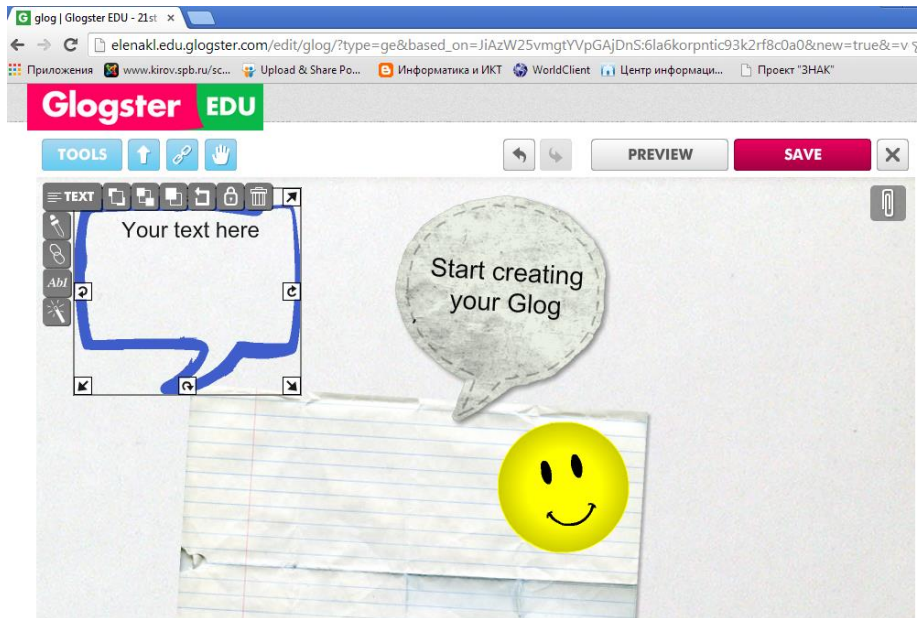 glog | Glogster EDU - 21st
elenakl.edu.glogster.com/edit/glog/?type=ge&based_on=JiAzW25vmgtYVpGAjDnS:6la6korpntic93k2rf8c0a0&new=true&=v
Приложения www.kirov.spb.ru/sc... Upload & Share Po... Информатика и ИКТ WorldClient Центр информаци... Проект "ЗНАК"
Glogster EDU
TOOLS PREVIEW SAVE
TEXT
Your text here
AbI
Start creating
your Glog